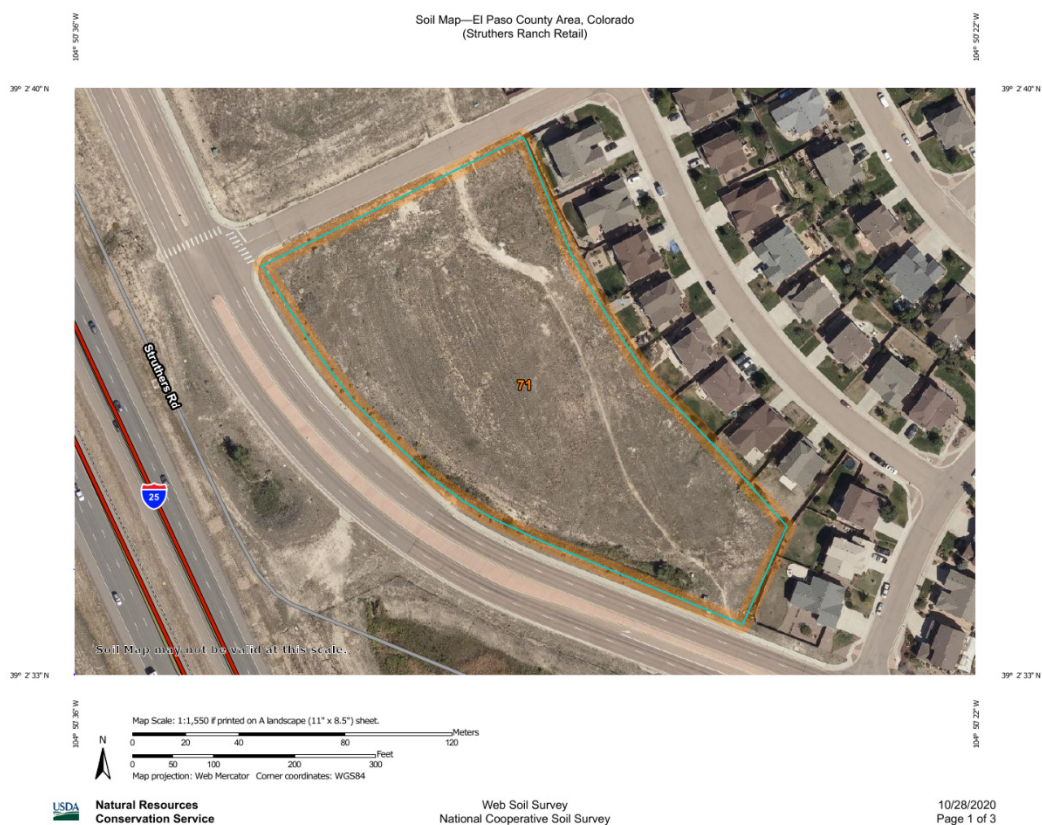 Soil Map—El Paso County Area, Colorado
(Struthers Ranch Retail)
104° 50' 36'' W
104° 50' 22'' W
39° 2' 40'' N
39° 2' 40'' N
71
Struthers Rd
25
Soil Map may not be valid at this scale.
39° 2' 33'' N
39° 2' 33'' N
104° 50' 36'' W
104° 50' 22'' W
Map Scale: 1:1,550 if printed on A landscape (11" x 8.5") sheet.
N
Meters
0 20 40 80 120
Feet
0 50 100 200 300
Map projection: Web Mercator Corner coordinates: WGS84
USDA
Natural Resources
Conservation Service
Web Soil Survey
National Cooperative Soil Survey
10/28/2020
Page 1 of 3